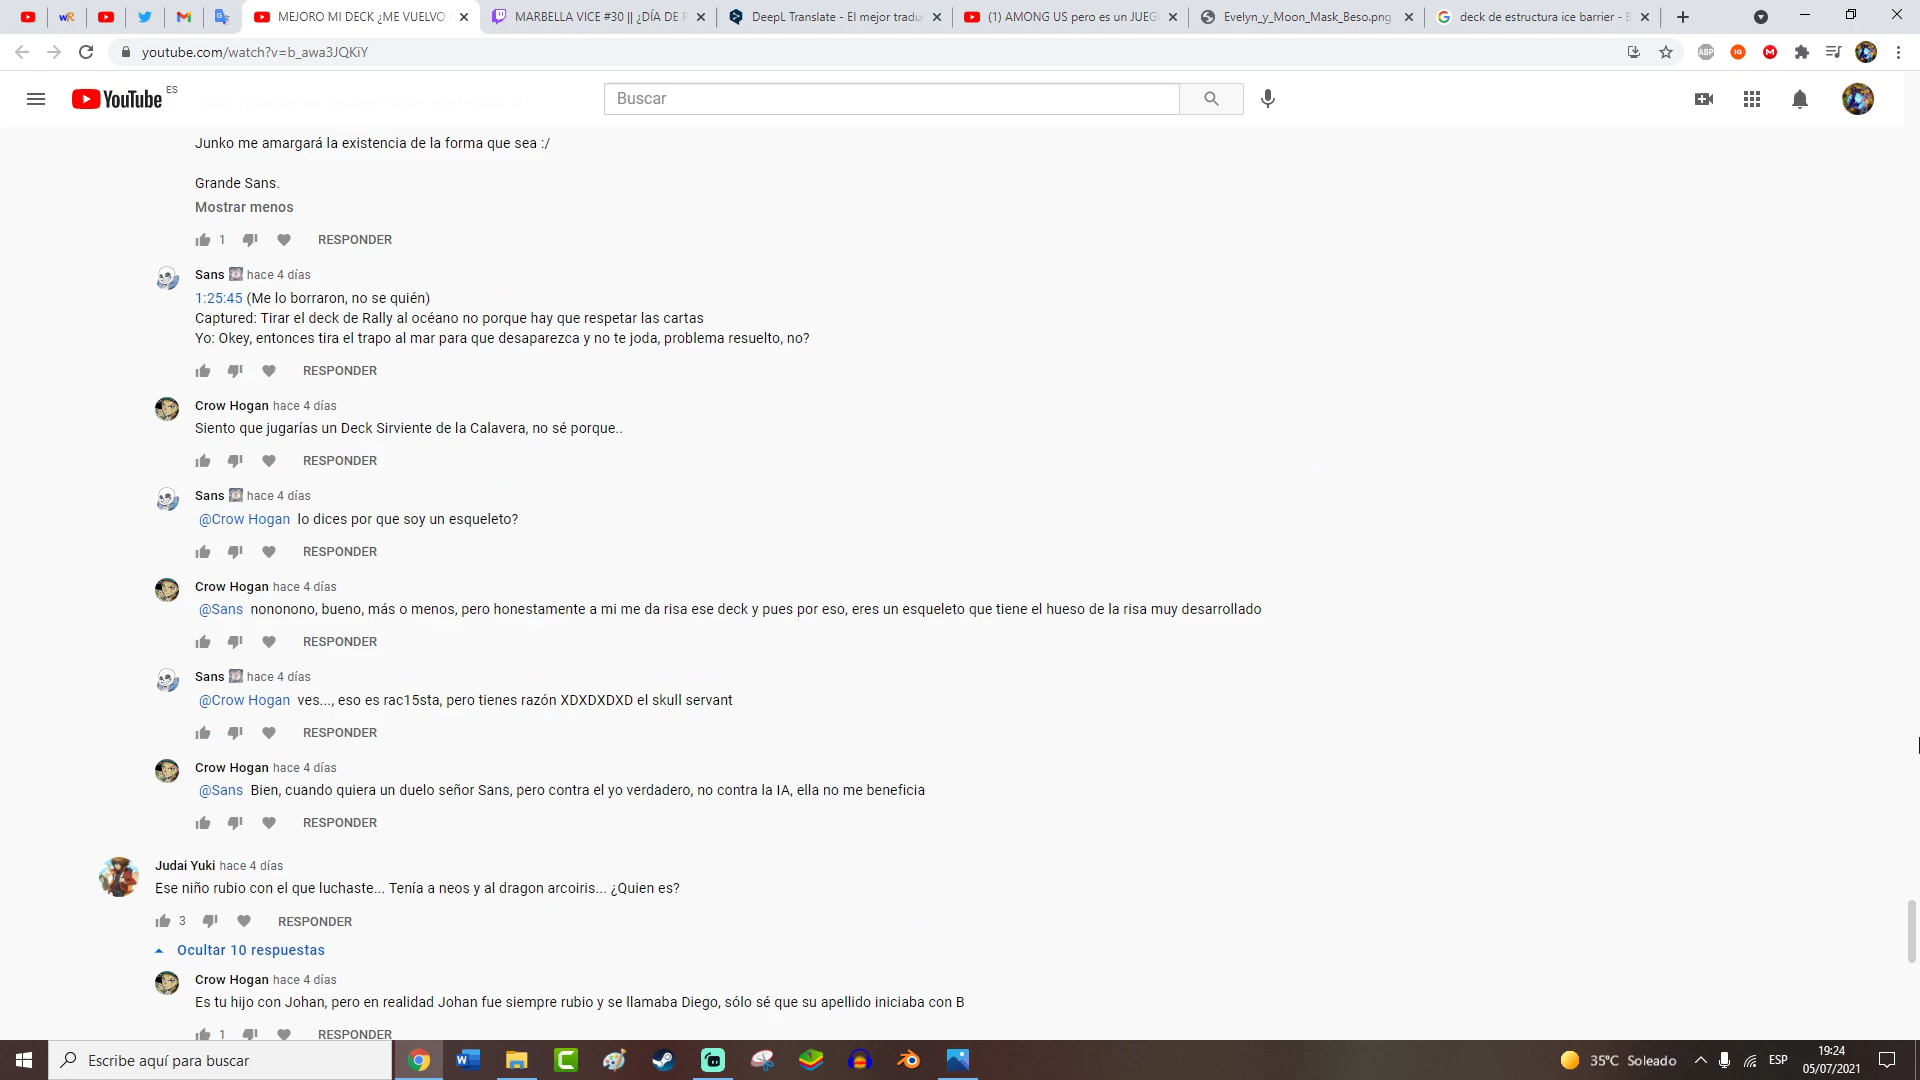 MEJORO MI DECK ¿ME VUELVO
MARBELLA VICE #30 || ¿DÍA DE P
DeepL Translate - El mejor tradu
(1) AMONG US pero es un JUEG
Evelyn_y_Moon_Mask_Beso.png
deck de estructura ice barrier - B
youtube.com/watch?v=b_awa3JQKiY
ABP
IG
M
YouTube ES
Buscar
Junko me amargará la existencia de la forma que sea :/
Grande Sans.
Mostrar menos
1 RESPONDER
Sans hace 4 días
1:25:45 (Me lo borraron, no se quién)
Captured: Tirar el deck de Rally al océano no porque hay que respetar las cartas
Yo: Okey, entonces tira el trapo al mar para que desaparezca y no te joda, problema resuelto, no?
RESPONDER
Crow Hogan hace 4 días
Siento que jugarías un Deck Sirviente de la Calavera, no sé porque..
RESPONDER
Sans hace 4 días
@Crow Hogan lo dices por que soy un esqueleto?
RESPONDER
Crow Hogan hace 4 días
@Sans nononono, bueno, más o menos, pero honestamente a mi me da risa ese deck y pues por eso, eres un esqueleto que tiene el hueso de la risa muy desarrollado
RESPONDER
Sans hace 4 días
@Crow Hogan ves..., eso es rac15sta, pero tienes razón XDXDXDXD el skull servant
RESPONDER
Crow Hogan hace 4 días
@Sans Bien, cuando quiera un duelo señor Sans, pero contra el yo verdadero, no contra la IA, ella no me beneficia
RESPONDER
Judai Yuki hace 4 días
Ese niño rubio con el que luchaste... Tenía a neos y al dragon arcoiris... ¿Quien es?
3 RESPONDER
Ocultar 10 respuestas
Crow Hogan hace 4 días
Es tu hijo con Johan, pero en realidad Johan fue siempre rubio y se llamaba Diego, sólo sé que su apellido iniciaba con B
1 RESPONDER
Escribe aquí para buscar
35°C Soleado
ESP
19:24
05/07/2021